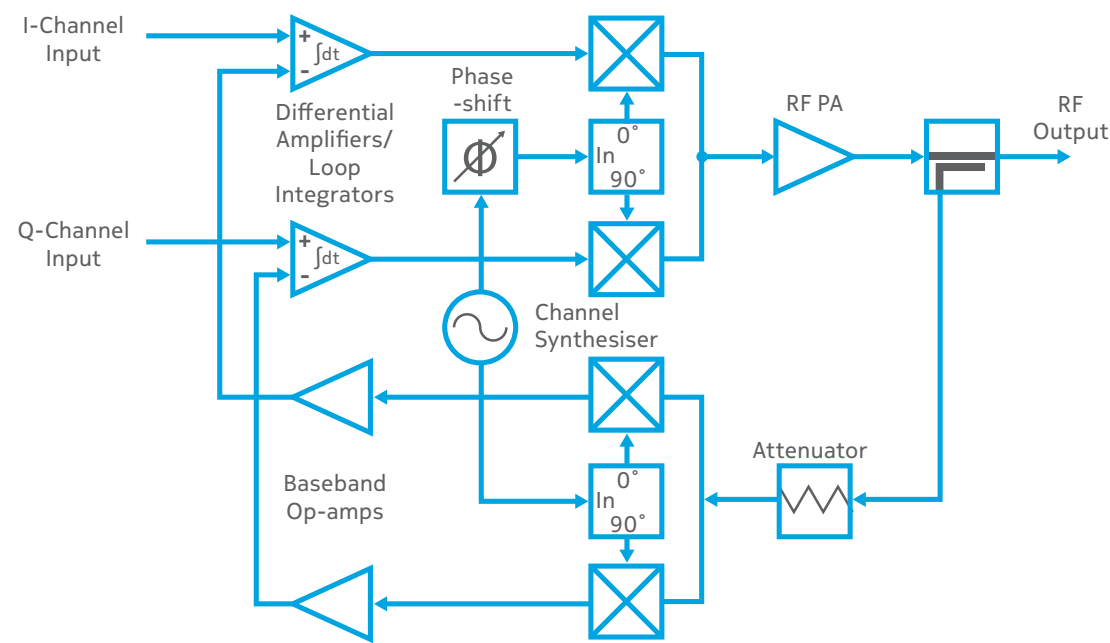 I-Channel
Input
+
∫dt
-
Phase
-shift
Differential
Amplifiers/
Loop
Integrators
ϕ
0°
In
90°
RF PA
RF
Output
Q-Channel
Input
+
∫dt
-
Channel
Synthesiser
Attenuator
Baseband
Op-amps
0°
In
90°